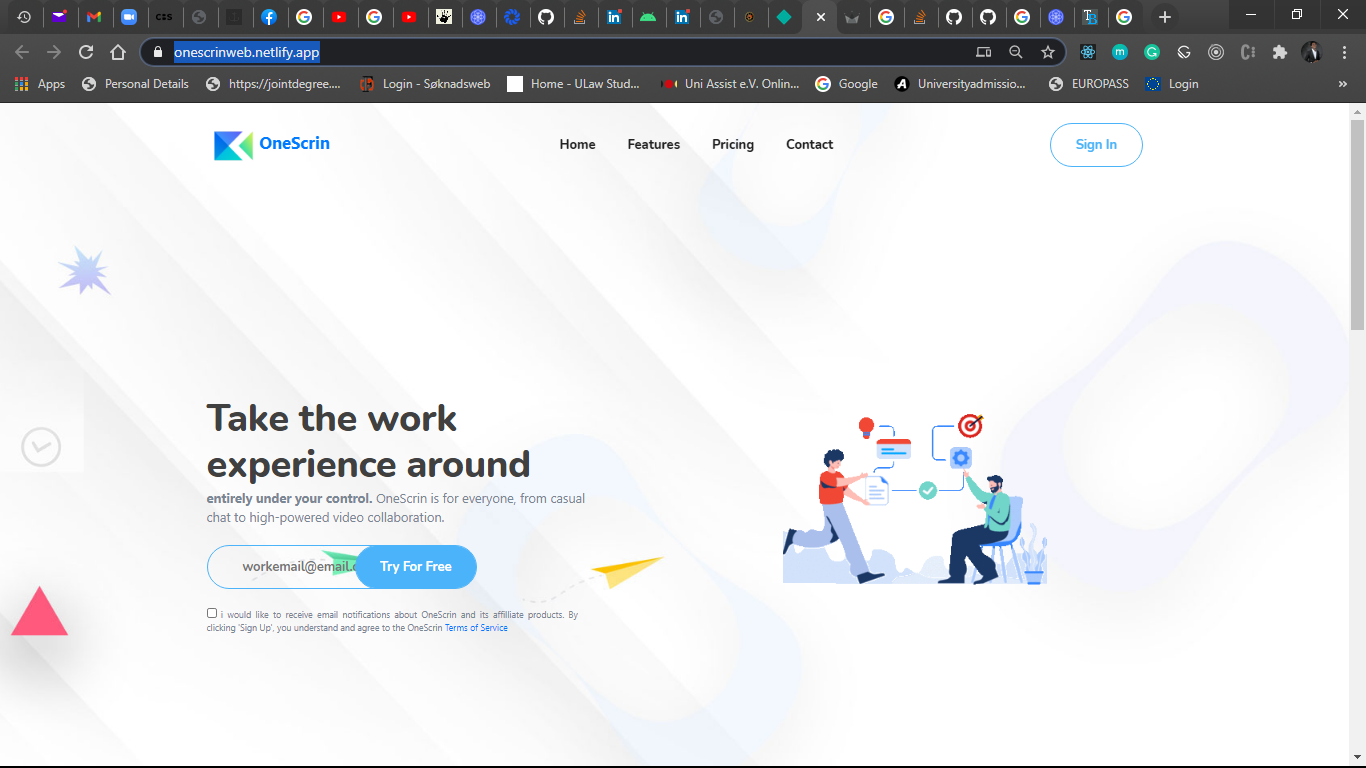 onescrinweb.netlify.app
Apps
Personal Details
https://jointdegree....
Login - Søknadsweb
Home - ULaw Stud...
Uni Assist e.V. Onlin...
Google
Universityadmissio...
EUROPASS
Login
»
OneScrin
Home
Features
Pricing
Contact
Sign In
Take the work
experience around
entirely under your control. OneScrin is for everyone, from casual
chat to high-powered video collaboration.
workemail@email.c
Try For Free
i would like to receive email notifications about OneScrin and its affilliate products. By
clicking 'Sign Up', you understand and agree to the OneScrin Terms of Service